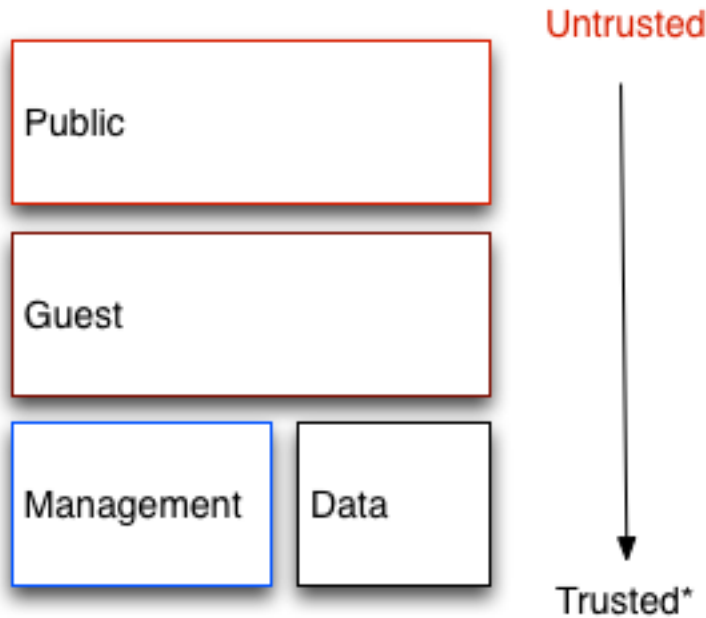 Untrusted
Public
Guest
Management
Data
Trusted*